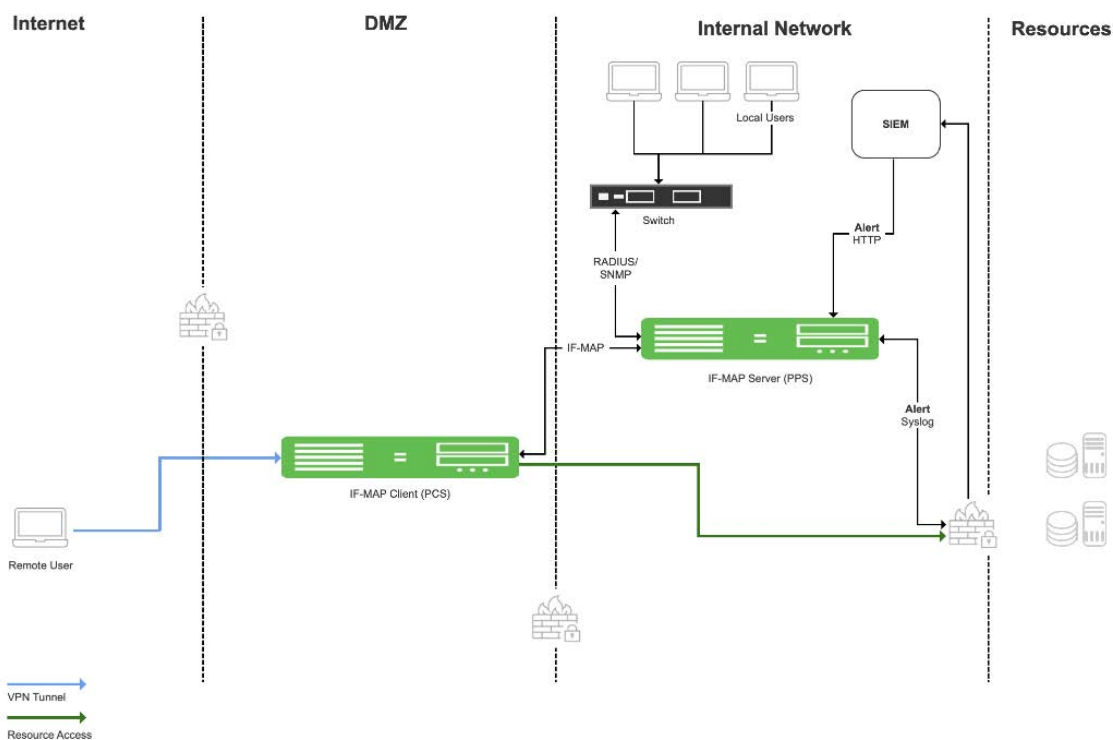 Internet
DMZ
Internal Network
Resources
Local Users
SIEM
Switch
Alert
HTTP
RADIUS/
SNMP
IF-MAP
IF-MAP Server (PPS)
Alert
Syslog
IF-MAP Client (PCS)
Remote User
VPN Tunnel
Resource Access